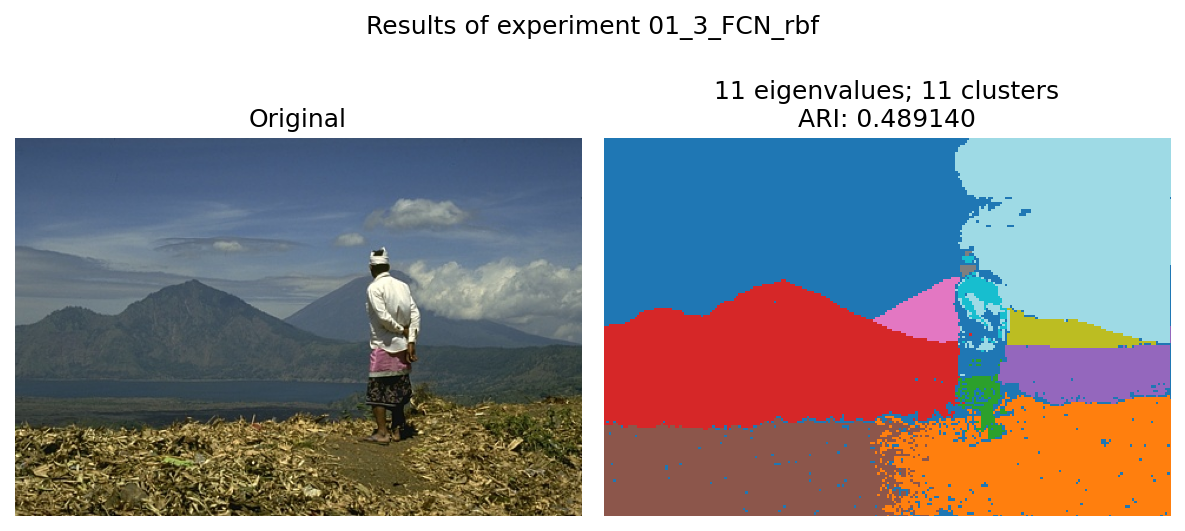 Results of experiment 01_3_FCN_rbf
Original
11 eigenvalues; 11 clusters
ARI: 0.489140